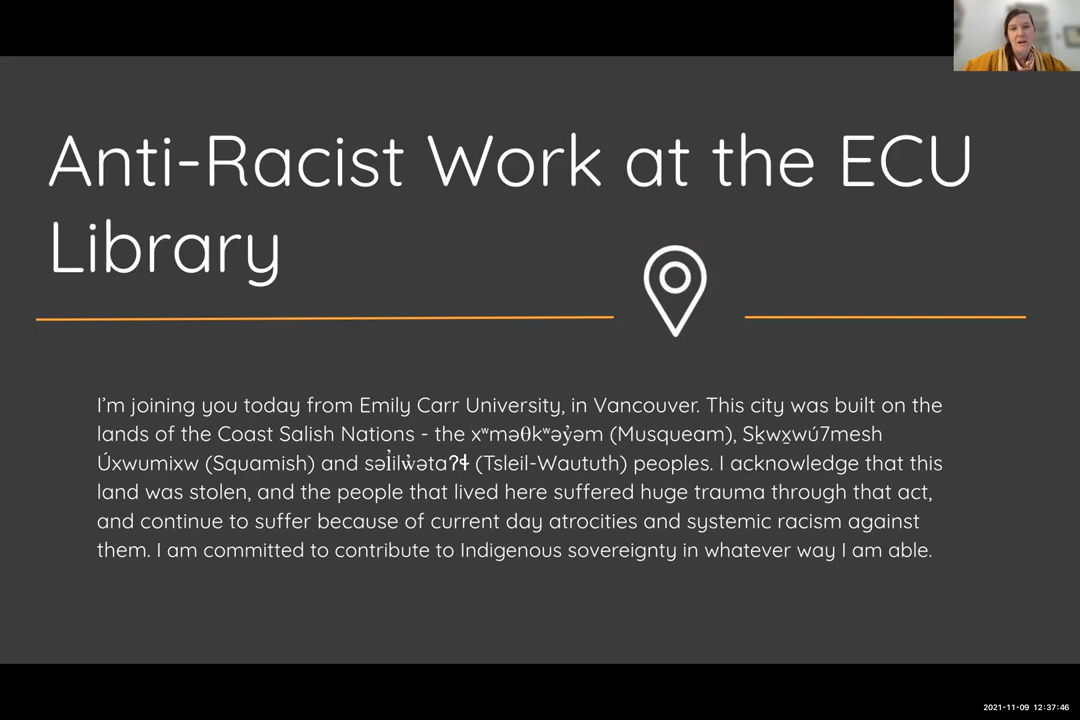 Anti-Racist Work at the ECU
Library
I’m joining you today from Emily Carr University, in Vancouver. This city was built on the
lands of the Coast Salish Nations - the xʷməθkʷəy̓əm (Musqueam), Sḵwx̱wú7mesh
Úxwumixw (Squamish) and səl̓ilw̓ətaʔɬ (Tsleil-Waututh) peoples. I acknowledge that this
land was stolen, and the people that lived here suffered huge trauma through that act,
and continue to suffer because of current day atrocities and systemic racism against
them. I am committed to contribute to Indigenous sovereignty in whatever way I am able.
2021-11-09 12:37:46